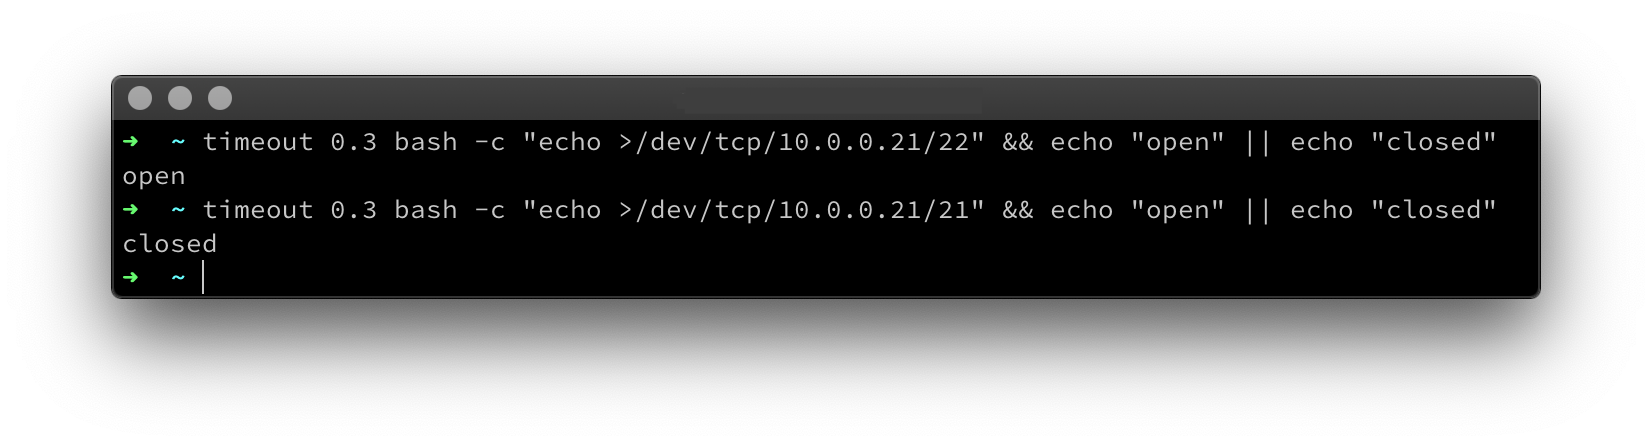 ➜ ~ timeout 0.3 bash -c "echo >/dev/tcp/10.0.0.21/22" && echo "open" || echo "closed"
open
➜ ~ timeout 0.3 bash -c "echo >/dev/tcp/10.0.0.21/21" && echo "open" || echo "closed"
closed
➜ ~